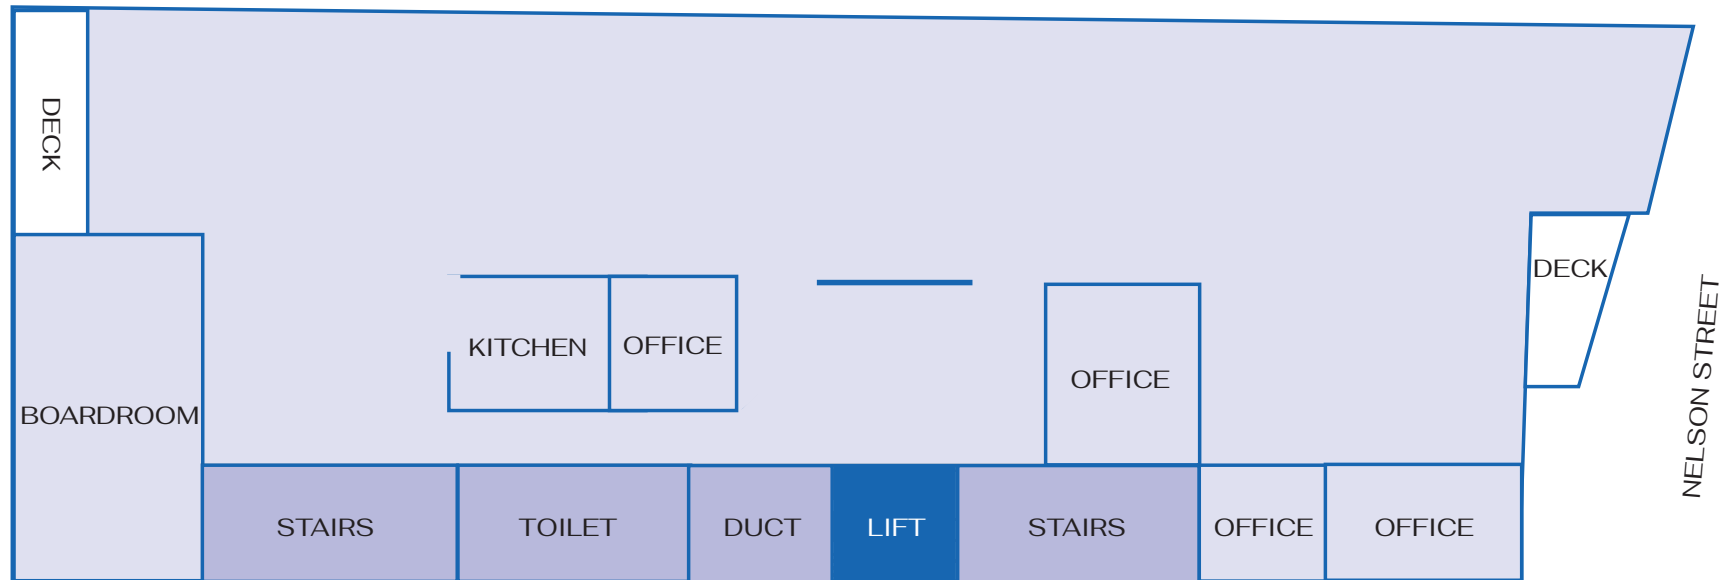 DECK
DECK
NELSON STREET
KITCHEN
OFFICE
OFFICE
BOARDROOM
STAIRS
TOILET
DUCT
LIFT
STAIRS
OFFICE
OFFICE